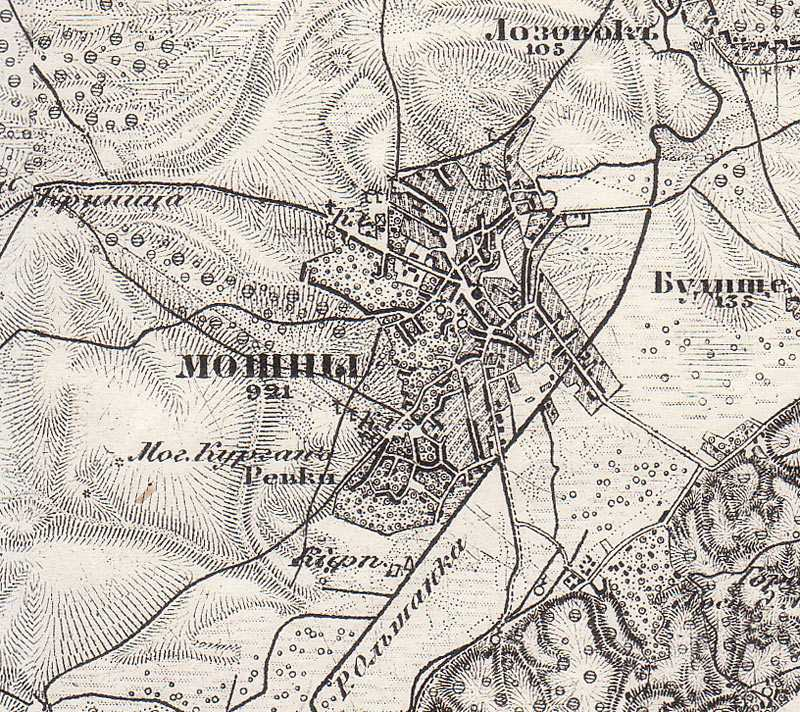 Лозовокъ
105
Криница
к.ц.
Будище
135
МОШНЫ
921
к.ц.
Мог. Курганъ
Ревки
Кирп.
Р. Ольшанка